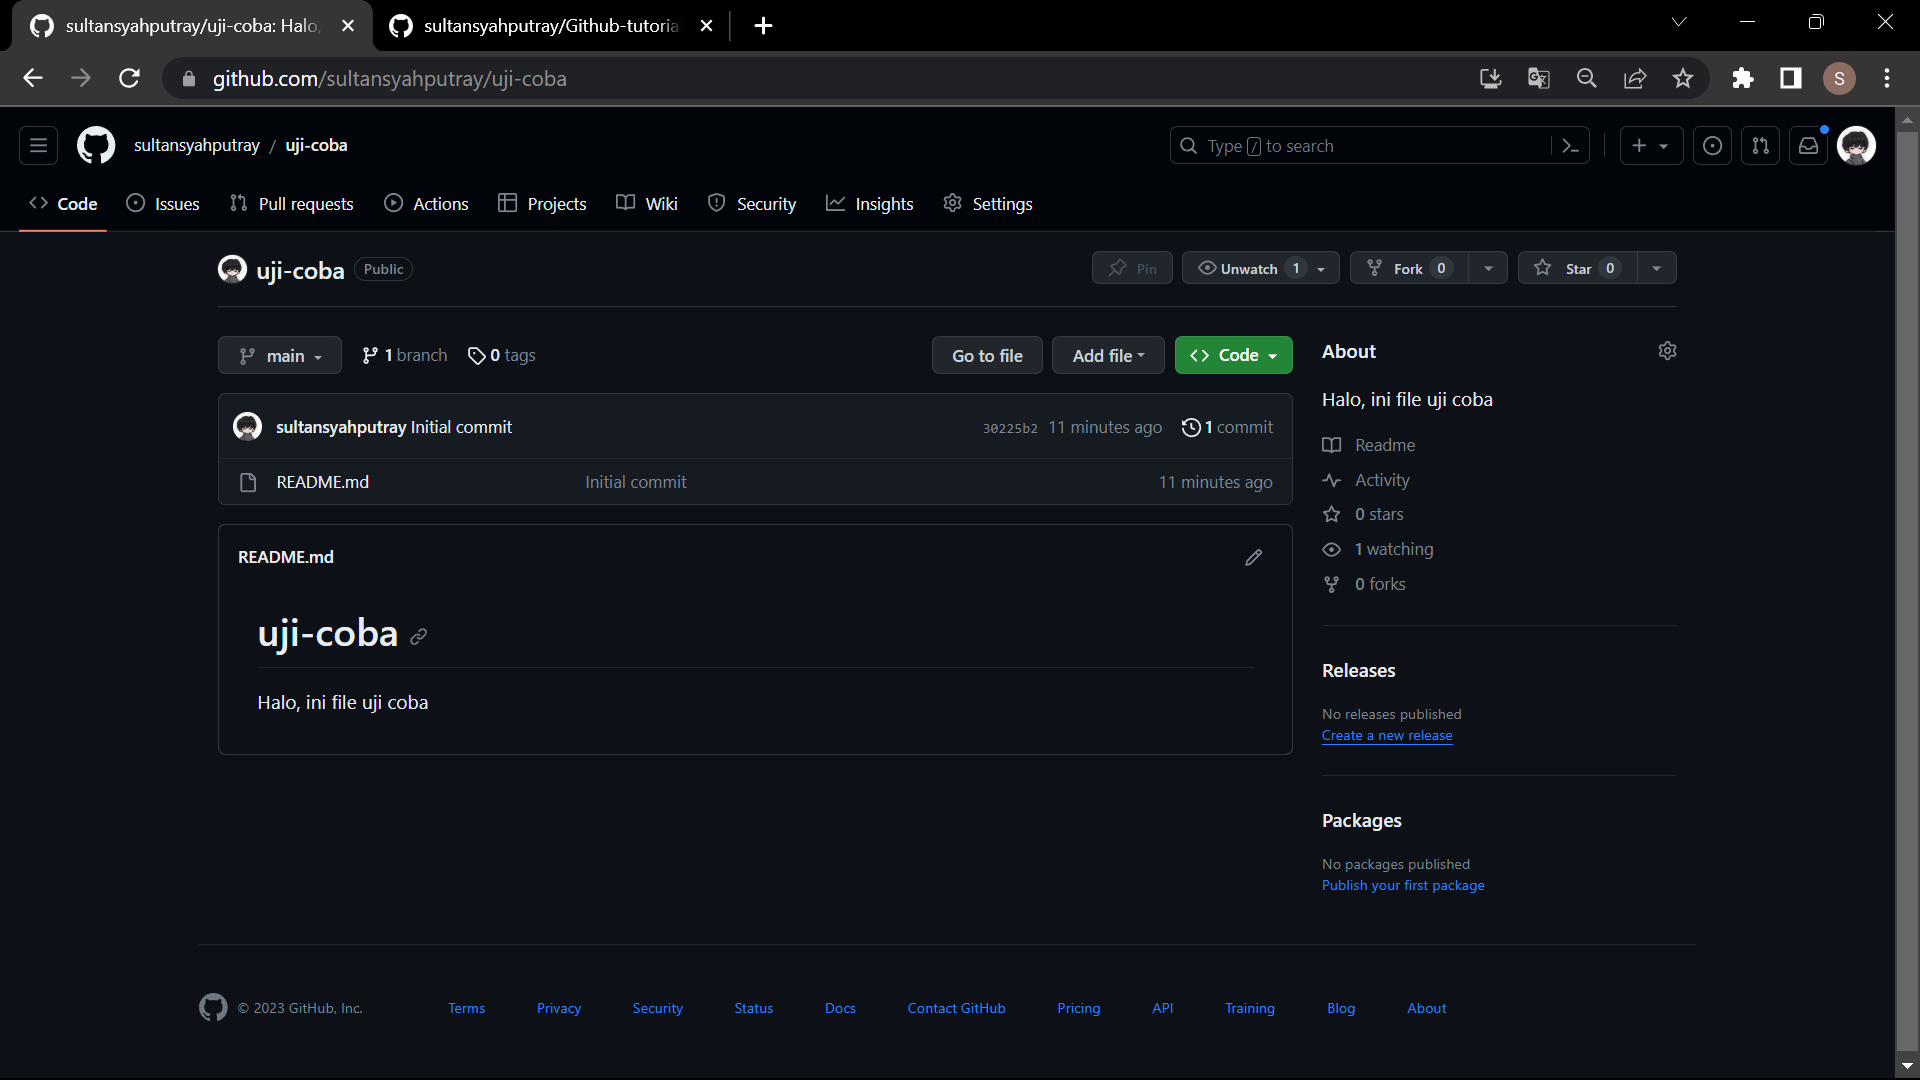 sultansyahputray/uji-coba: Halo,
sultansyahputray/Github-tutoria
github.com/sultansyahputray/uji-coba
S
sultansyahputray / uji-coba
Type / to search
Code Issues Pull requests Actions Projects Wiki Security Insights Settings
uji-coba Public
Pin Unwatch 1 Fork 0 Star 0
main 1 branch 0 tags Go to file Add file Code
sultansyahputray Initial commit 30225b2 11 minutes ago 1 commit
README.md Initial commit 11 minutes ago
README.md
uji-coba
Halo, ini file uji coba
About
Halo, ini file uji coba
Readme
Activity
0 stars
1 watching
0 forks
Releases
No releases published
Create a new release
Packages
No packages published
Publish your first package
© 2023 GitHub, Inc. Terms Privacy Security Status Docs Contact GitHub Pricing API Training Blog About